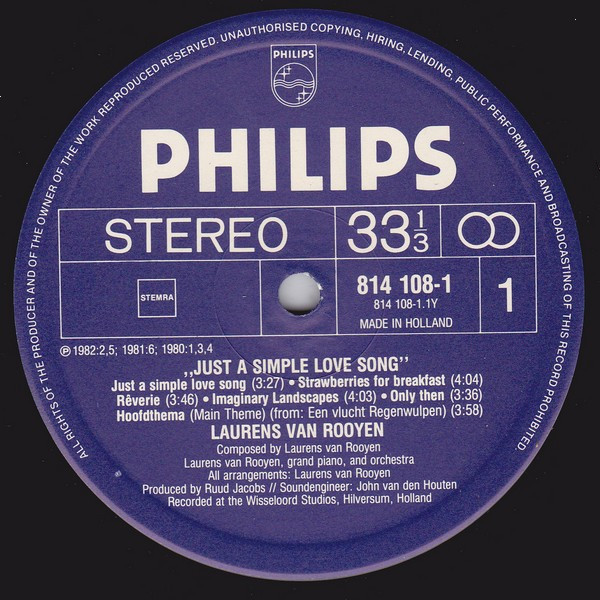 ALL RIGHTS OF THE PRODUCER AND OF THE OWNER OF THE WORK REPRODUCED RESERVED. UNAUTHORISED COPYING, HIRING, LENDING, PUBLIC PERFORMANCE AND BROADCASTING OF THIS RECORD PROHIBITED.
PHILIPS
PHILIPS
STEREO
33 1/3
STEMRA
814 108-1
814 108-1.1Y
MADE IN HOLLAND
1
℗ 1982:2,5; 1981:6; 1980:1,3,4
,,JUST A SIMPLE LOVE SONG''
Just a simple love song (3:27) • Strawberries for breakfast (4:04)
Rêverie (3:46) • Imaginary Landscapes (4:03) • Only then (3:36)
Hoofdthema (Main Theme) (from: Een vlucht Regenwulpen) (3:58)
LAURENS VAN ROOYEN
Composed by Laurens van Rooyen
Laurens van Rooyen, grand piano, and orchestra
All arrangements: Laurens van Rooyen
Produced by Ruud Jacobs // Soundengineer: John van den Houten
Recorded at the Wisseloord Studios, Hilversum, Holland